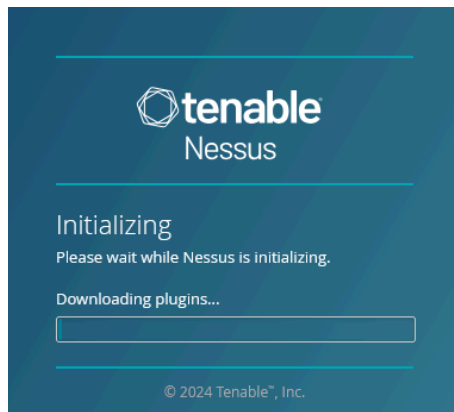 tenable
Nessus
Initializing
Please wait while Nessus is initializing.
Downloading plugins...
© 2024 Tenable™, Inc.